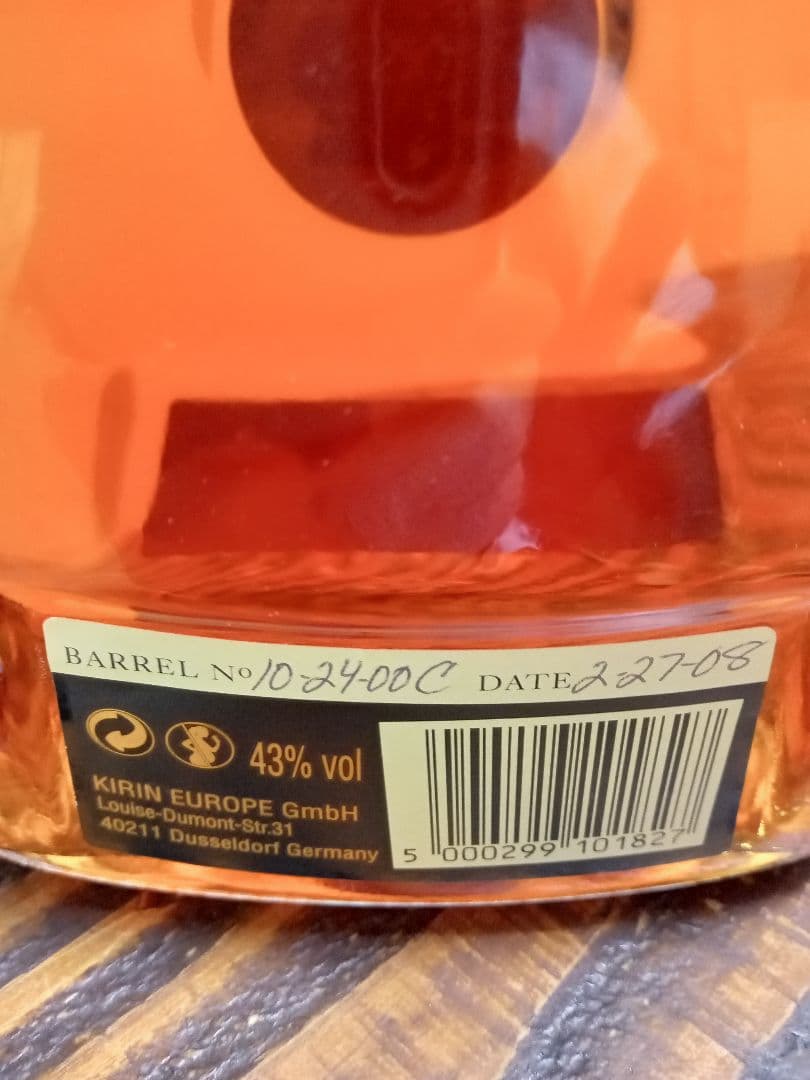 BARREL Nº 10-24-00C DATE 2-27-08
43% vol
KIRIN EUROPE GmbH
Louise-Dumont-Str.31
40211 Dusseldorf Germany
5 000299 101827